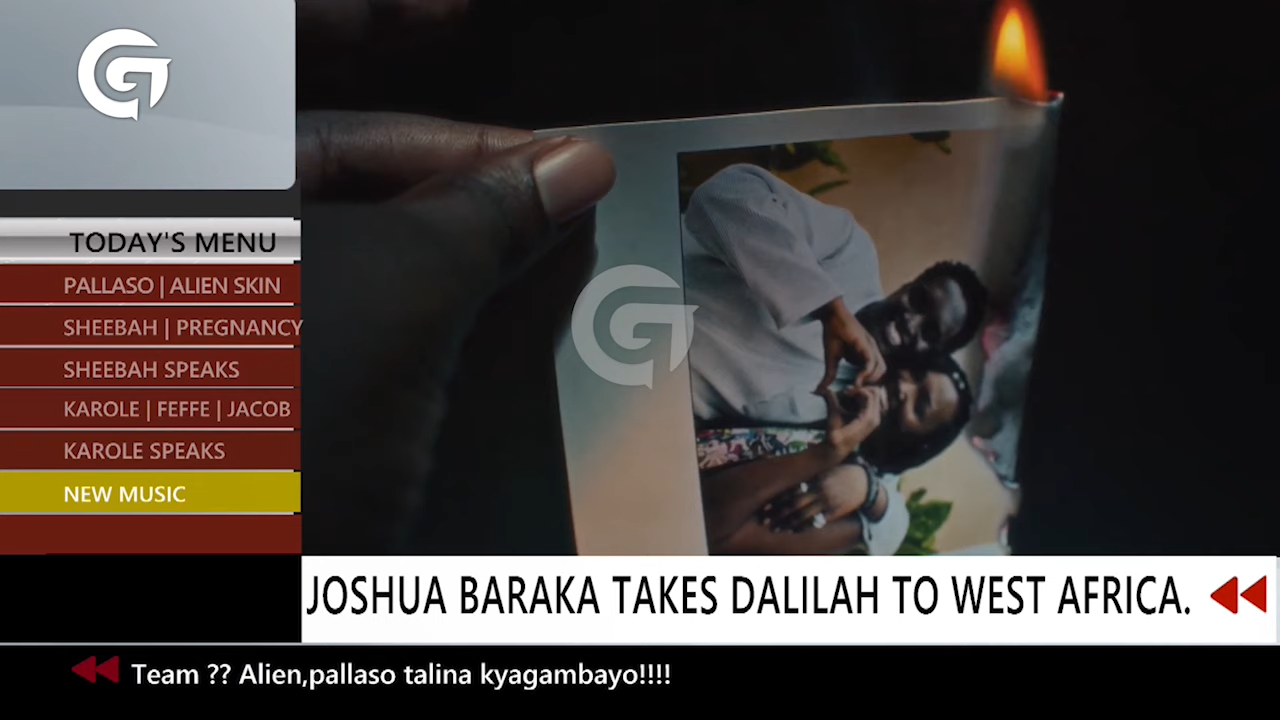 TODAY'S MENU
PALLASO | ALIEN SKIN
SHEEBAH | PREGNANCY
SHEEBAH SPEAKS
KAROLE | FEFFE | JACOB
KAROLE SPEAKS
NEW MUSIC
JOSHUA BARAKA TAKES DALILAH TO WEST AFRICA.
Team ?? Alien,pallaso talina kyagambayo!!!!